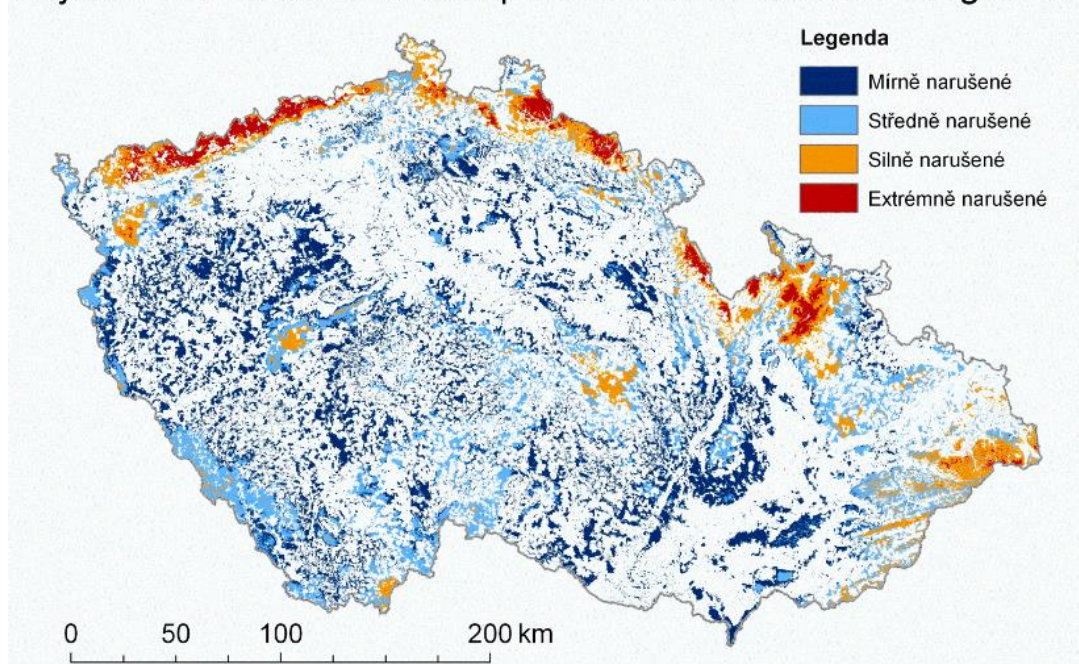 Legenda
Mírně narušené
Středně narušené
Silně narušené
Extrémně narušené
0 50 100 200 km